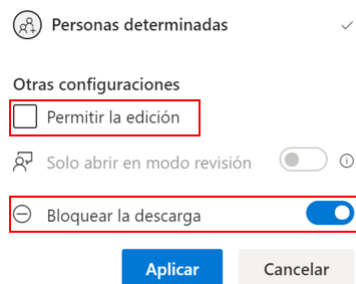 Personas determinadas
Otras configuraciones
Permitir la edición
Solo abrir en modo revisión
Bloquear la descarga
Aplicar
Cancelar